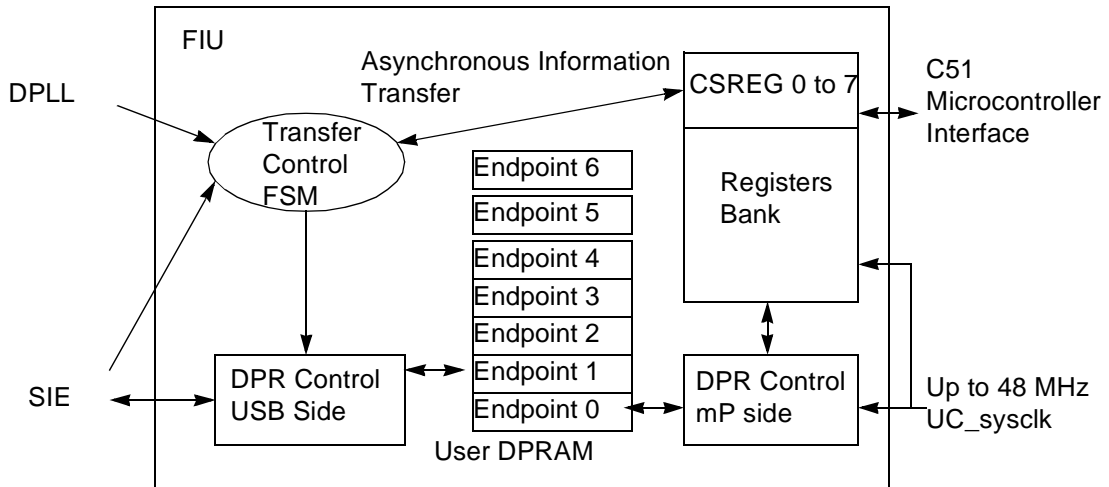 FIU
DPLL
Asynchronous Information
Transfer
CSREG 0 to 7
C51
Microcontroller
Interface
Transfer
Control
FSM
Registers
Bank
Endpoint 6
Endpoint 5
Endpoint 4
Endpoint 3
Endpoint 2
Endpoint 1
Endpoint 0
User DPRAM
SIE
DPR Control
USB Side
DPR Control
mP side
Up to 48 MHz
UC_sysclk